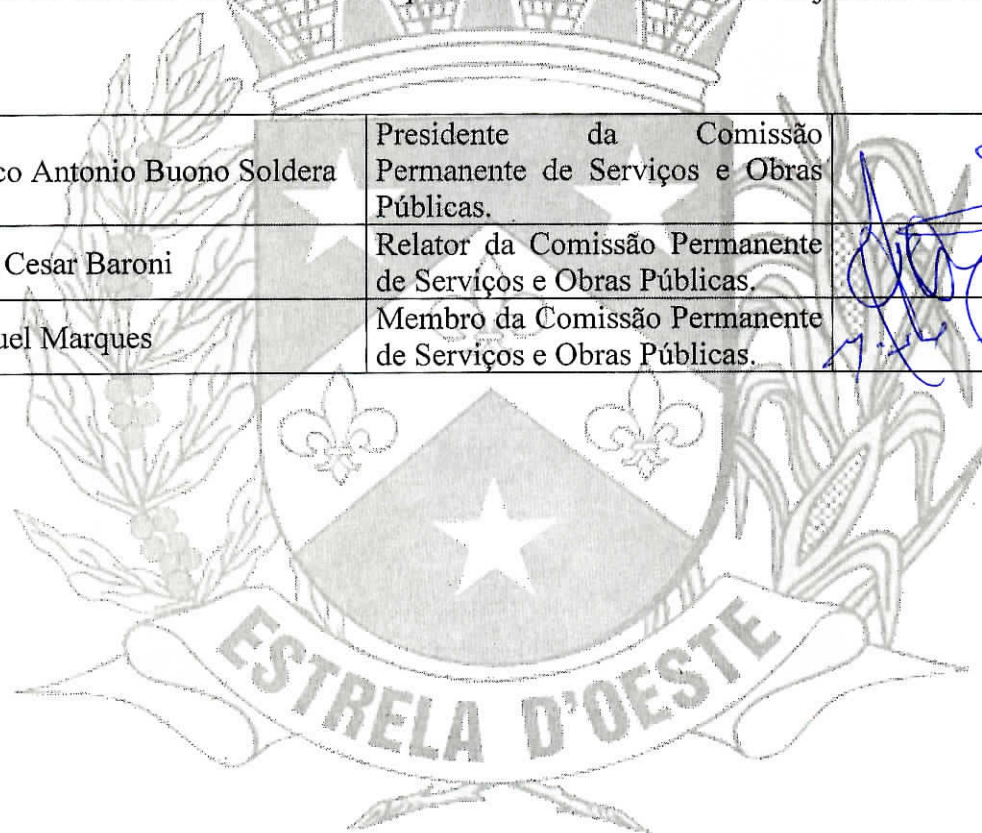 co Antonio Buono Soldera
Presidente da Comissão
Permanente de Serviços e Obras
Públicas.
Cesar Baroni
Relator da Comissão Permanente
de Serviços e Obras Públicas.
uel Marques
Membro da Comissão Permanente
de Serviços e Obras Públicas.
ESTRELA D'OESTE